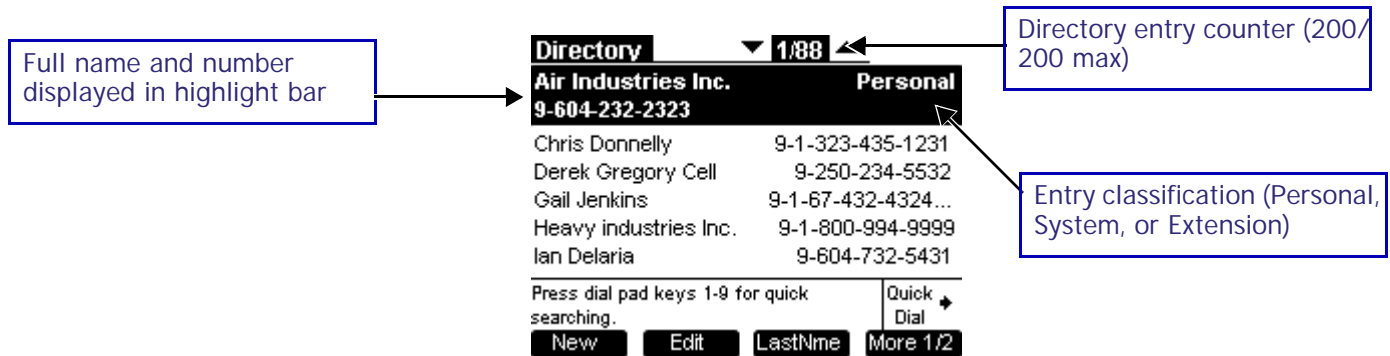 Full name and number
displayed in highlight bar
Directory 1/88
Air Industries Inc. Personal
9-604-232-2323
Chris Donnelly 9-1-323-435-1231
Derek Gregory Cell 9-250-234-5532
Gail Jenkins 9-1-67-432-4324...
Heavy industries Inc. 9-1-800-994-9999
Ian Delaria 9-604-732-5431
Press dial pad keys 1-9 for quick
searching.
Quick
Dial
New Edit LastNme More 1/2
Directory entry counter (200/
200 max)
Entry classification (Personal,
System, or Extension)